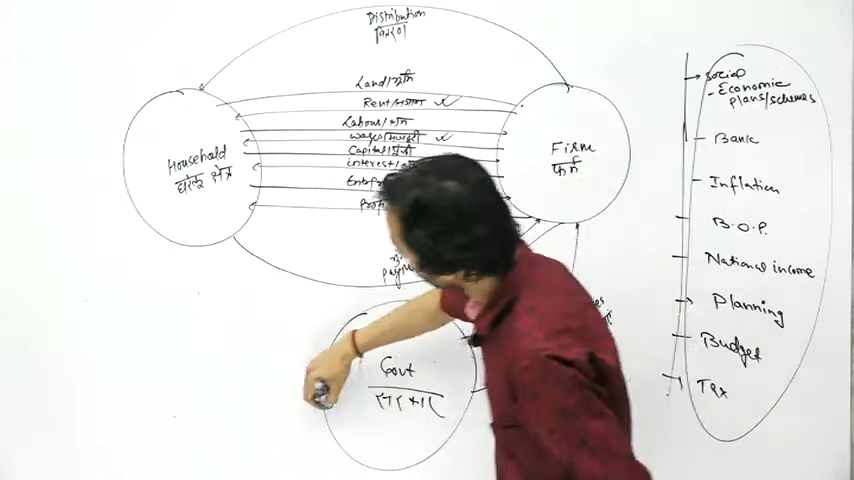 Distribution
वितरण
Land/भूमि
Rent/लगान
Labour/श्रम
wages/मजदूरी
Capital/पूँजी
interest/
Household
घरेलू क्षेत्र
Firm
फर्म
Govt
सरकार
social
- Economic
plans/schemes
Bank
Inflation
B.O.P.
National income
Planning
Budget
Tax